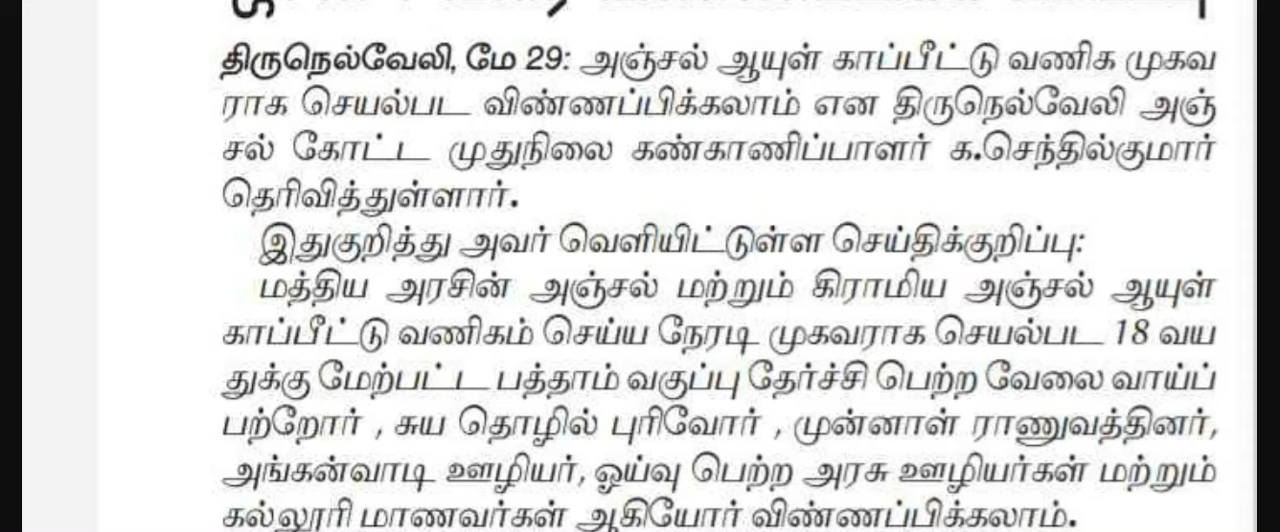 திருநெல்வேலி, மே 29: அஞ்சல் ஆயுள் காப்பீட்டு வணிக முகவ
ராக செயல்பட விண்ணப்பிக்கலாம் என திருநெல்வேலி அஞ்
சல் கோட்ட முதுநிலை கண்காணிப்பாளர் க.செந்தில்குமார்
தெரிவித்துள்ளார்.
இதுகுறித்து அவர் வெளியிட்டுள்ள செய்திக்குறிப்பு:
மத்திய அரசின் அஞ்சல் மற்றும் கிராமிய அஞ்சல் ஆயுள்
காப்பீட்டு வணிகம் செய்ய நேரடி முகவராக செயல்பட 18 வய
துக்கு மேற்பட்ட பத்தாம் வகுப்பு தேர்ச்சி பெற்ற வேலை வாய்ப்
பற்றோர் , சுய தொழில் புரிவோர் , முன்னாள் ராணுவத்தினர்,
அங்கன்வாடி ஊழியர், ஓய்வு பெற்ற அரசு ஊழியர்கள் மற்றும்
கல்லூரி மாணவர்கள் ஆகியோர் விண்ணப்பிக்கலாம்.